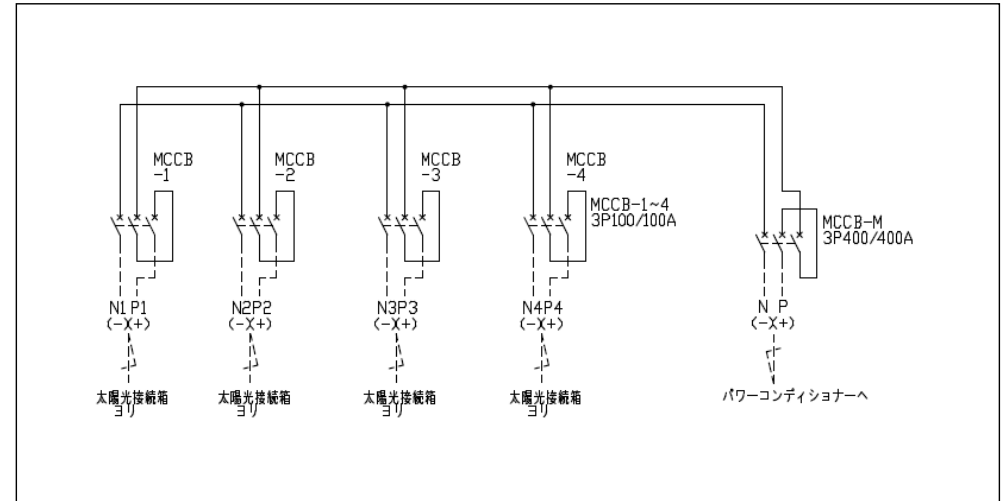 MCCB
-1
MCCB
-2
MCCB
-3
MCCB
-4
MCCB-1~4
3P100/100A
MCCB-M
3P400/400A
N1 P1
(-)(+)
N2P2
(-)(+)
N3P3
(-)(+)
N4P4
(-)(+)
N P
(-)(+)
太陽光接続箱
ヨリ
太陽光接続箱
ヨリ
太陽光接続箱
ヨリ
太陽光接続箱
ヨリ
パワーコンディショナーへ